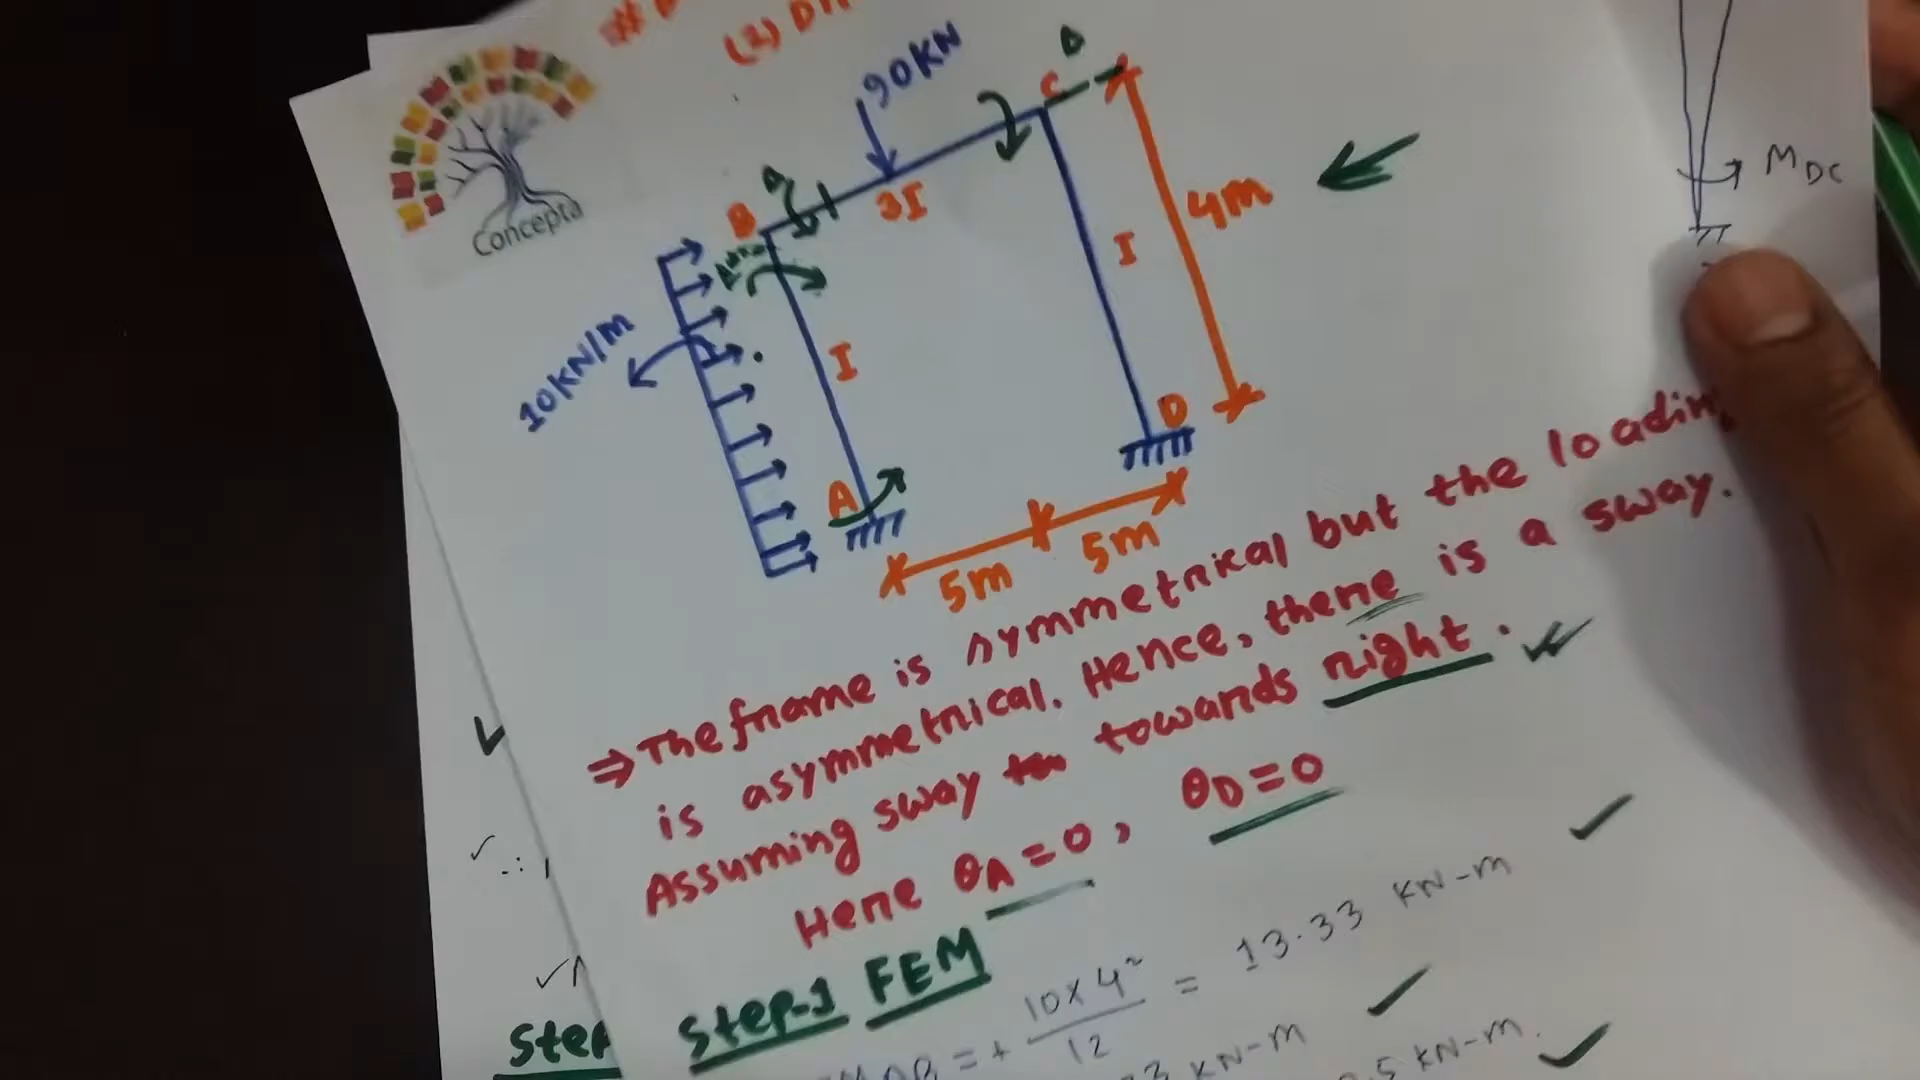 (2)
Concepta
90KN
Δ
C
Δ
B
3I
4m
I
10KN/m
I
D
A
5m
5m
M DC
⇒ The frame is symmetrical but the loading
is asymmetrical. Hence, there is a sway.
Assuming sway towards right.
Here θA=0, θD=0
Step-1 FEM
= + 10×4² / 12 = 13.33 KN-m
KN-m
.5 KN-m.
Step